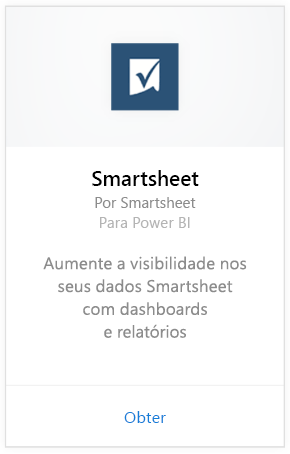 Smartsheet
Por Smartsheet
Para Power BI
Aumente a visibilidade nos
seus dados Smartsheet
com dashboards
e relatórios
Obter